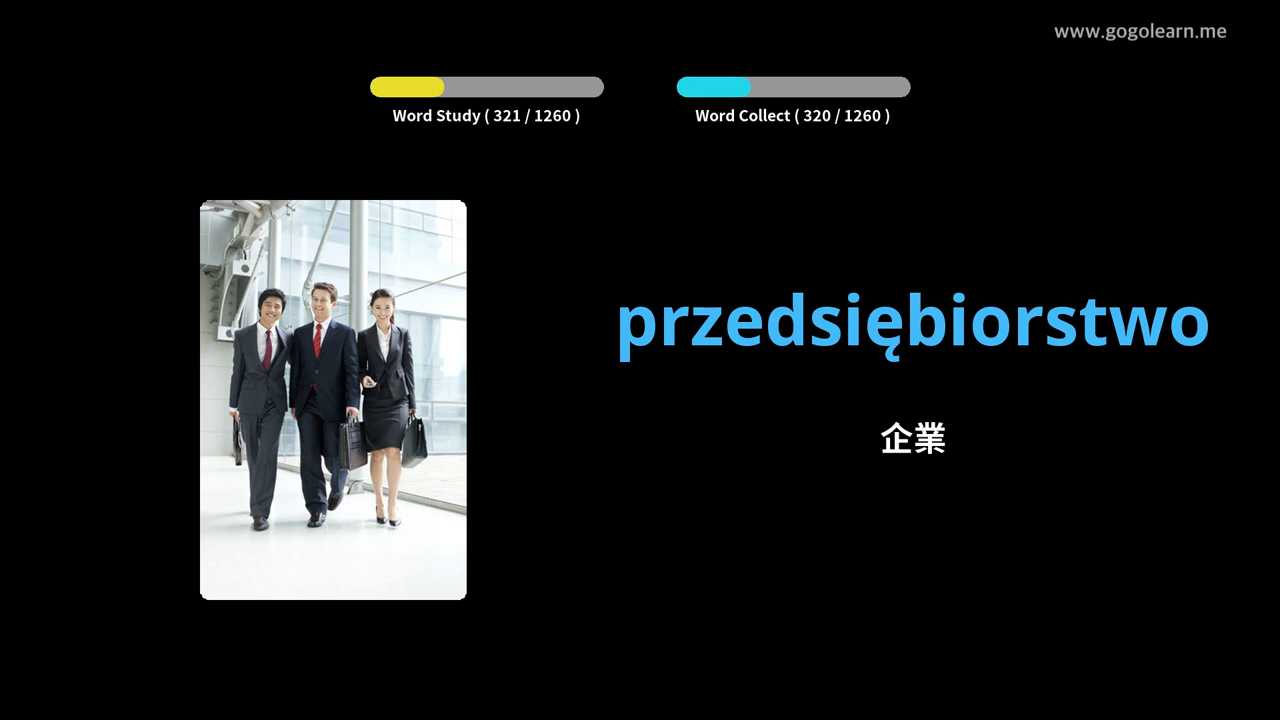 www.gogolearn.me
Word Study ( 321 / 1260 )
Word Collect ( 320 / 1260 )
przedsiębiorstwo
企業